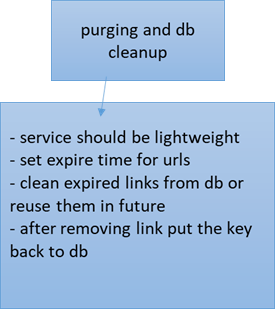 purging and db
cleanup
- service should be lightweight
- set expire time for urls
- clean expired links from db or
reuse them in future
- after removing link put the key
back to db